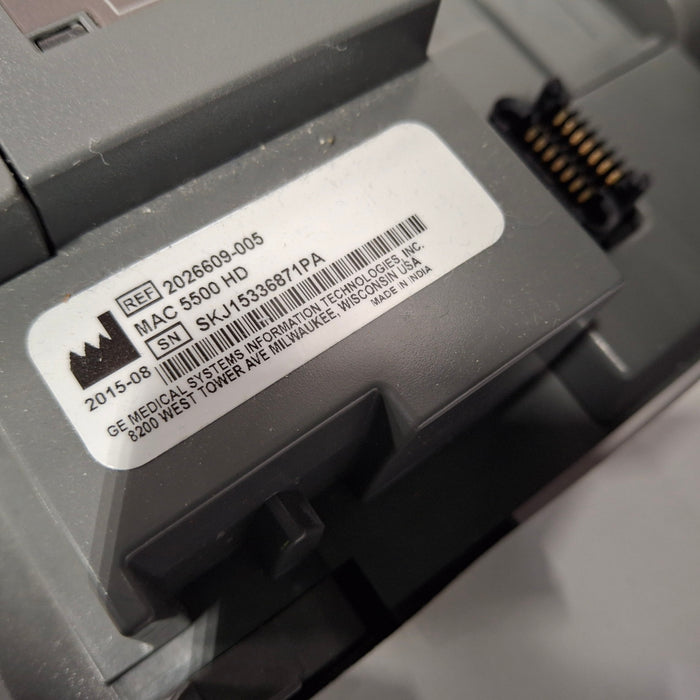 REF 2026609-005
MAC 5500 HD
SN SKJ15336871PA
2015-08
GE MEDICAL SYSTEMS INFORMATION TECHNOLOGIES, INC.
8200 WEST TOWER AVE MILWAUKEE, WISCONSIN USA
MADE IN INDIA